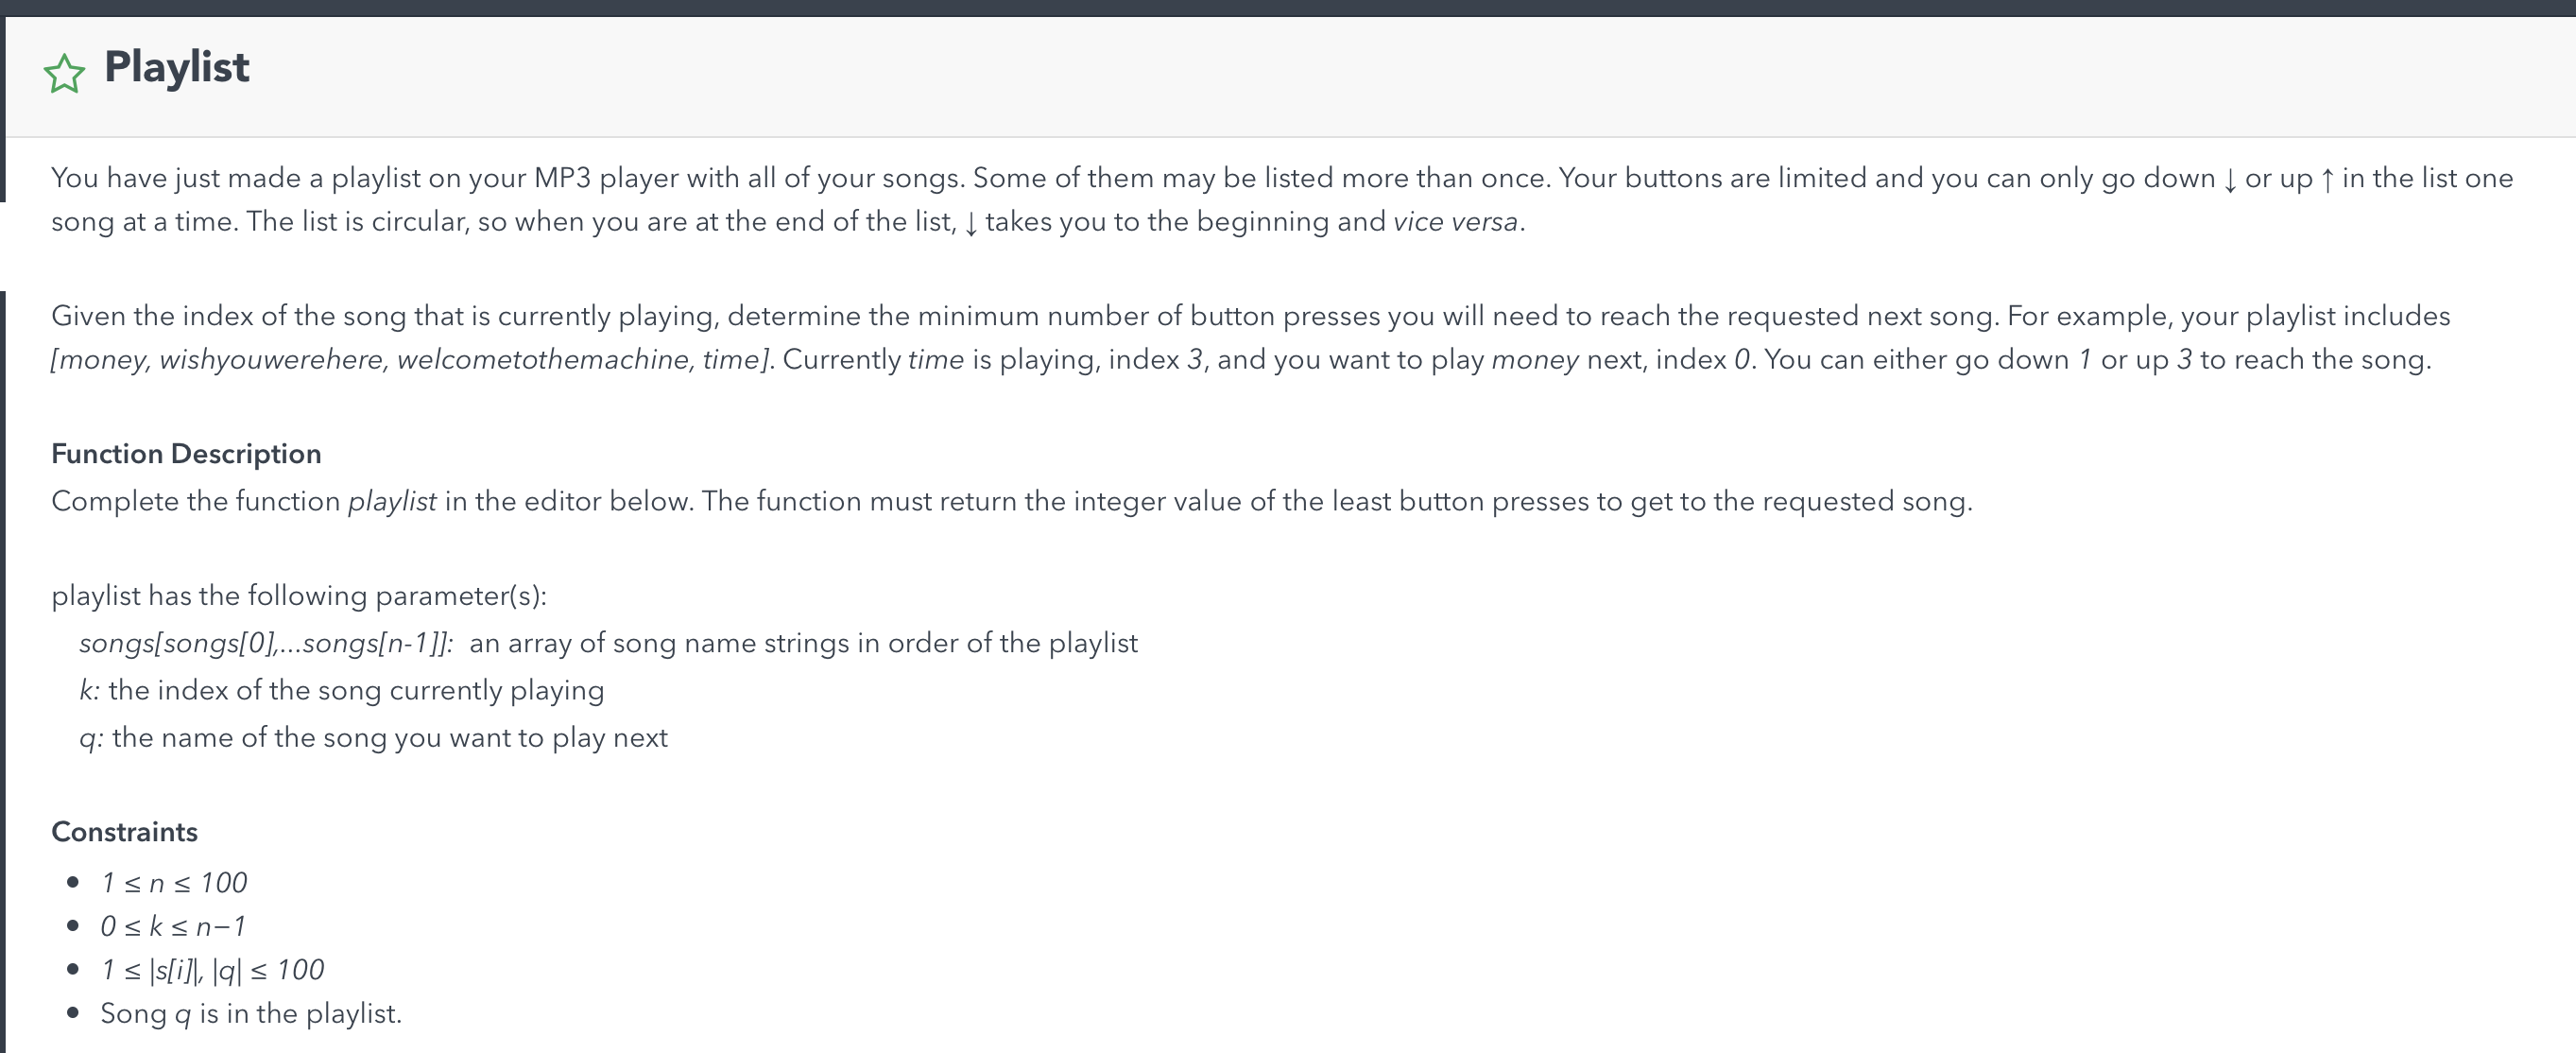 Playlist
You have just made a playlist on your MP3 player with all of your songs. Some of them may be listed more than once. Your buttons are limited and you can only go down ↓ or up ↑ in the list one
song at a time. The list is circular, so when you are at the end of the list, ↓ takes you to the beginning and vice versa.
Given the index of the song that is currently playing, determine the minimum number of button presses you will need to reach the requested next song. For example, your playlist includes
[money, wishyouwerehere, welcometothemachine, time]. Currently time is playing, index 3, and you want to play money next, index 0. You can either go down 1 or up 3 to reach the song.
Function Description
Complete the function playlist in the editor below. The function must return the integer value of the least button presses to get to the requested song.
playlist has the following parameter(s):
songs[songs[0],...songs[n-1]]: an array of song name strings in order of the playlist
k: the index of the song currently playing
q: the name of the song you want to play next
Constraints
• 1 ≤ n ≤ 100
• 0 ≤ k ≤ n−1
• 1 ≤ |s[i]|, |q| ≤ 100
• Song q is in the playlist.